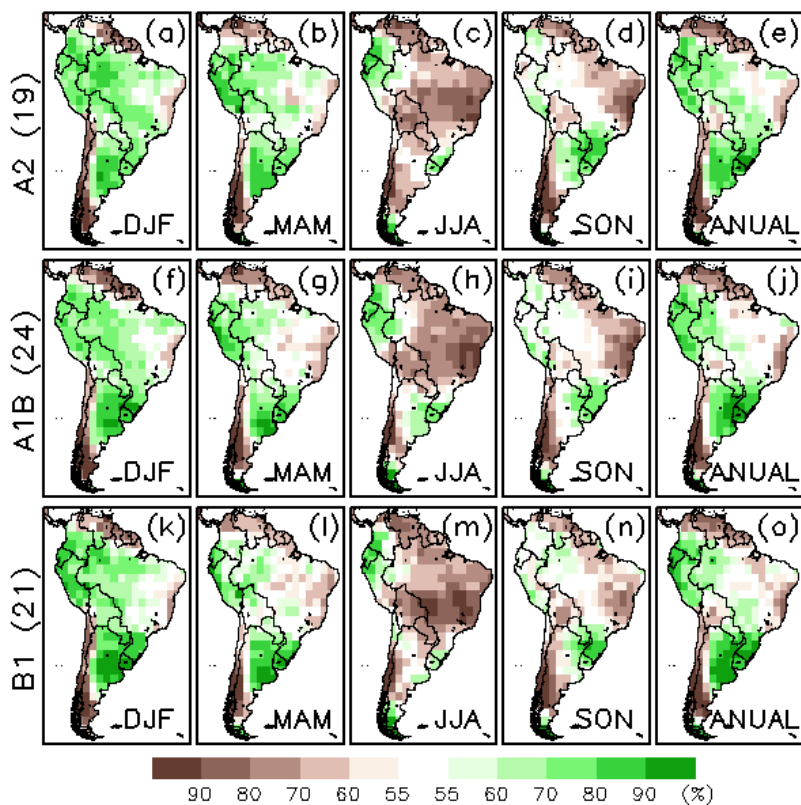 (a) (b) (c) (d) (e)
A2 (19)
DJF MAM JJA SON ANUAL
(f) (g) (h) (i) (j)
A1B (24)
DJF MAM JJA SON ANUAL
(k) (l) (m) (n) (o)
B1 (21)
DJF MAM JJA SON ANUAL
90 80 70 60 55 55 60 70 80 90 (%)